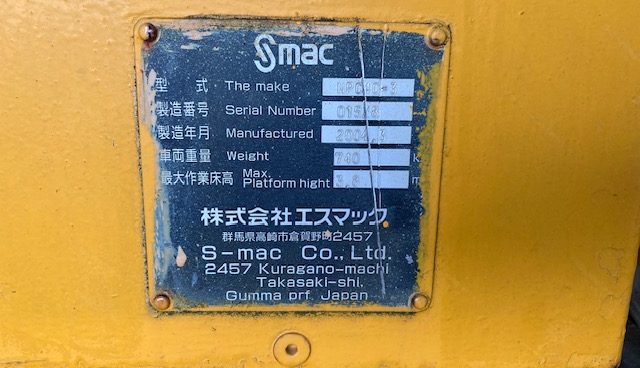 Smac
型式 The make
製造番号 Serial Number
製造年月 Manufactured 2004.3
車両重量 Weight 740 K
最大作業床高 Max. Platform hight 3.6 m
株式会社エスマック
群馬県高崎市倉賀野町2457
S-mac Co., Ltd.
2457 Kuragano-machi
Takasaki-shi.
Gumma prf. Japan